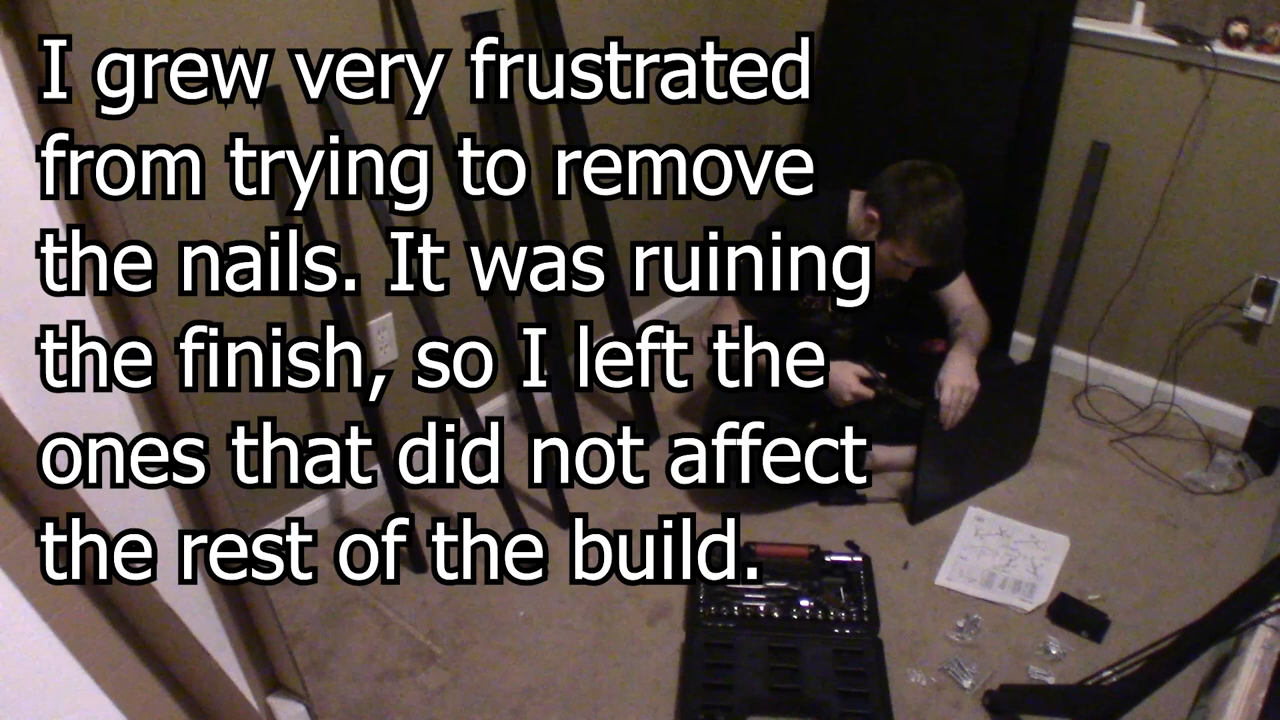 I grew very frustrated
from trying to remove
the nails. It was ruining
the finish, so I left the
ones that did not affect
the rest of the build.